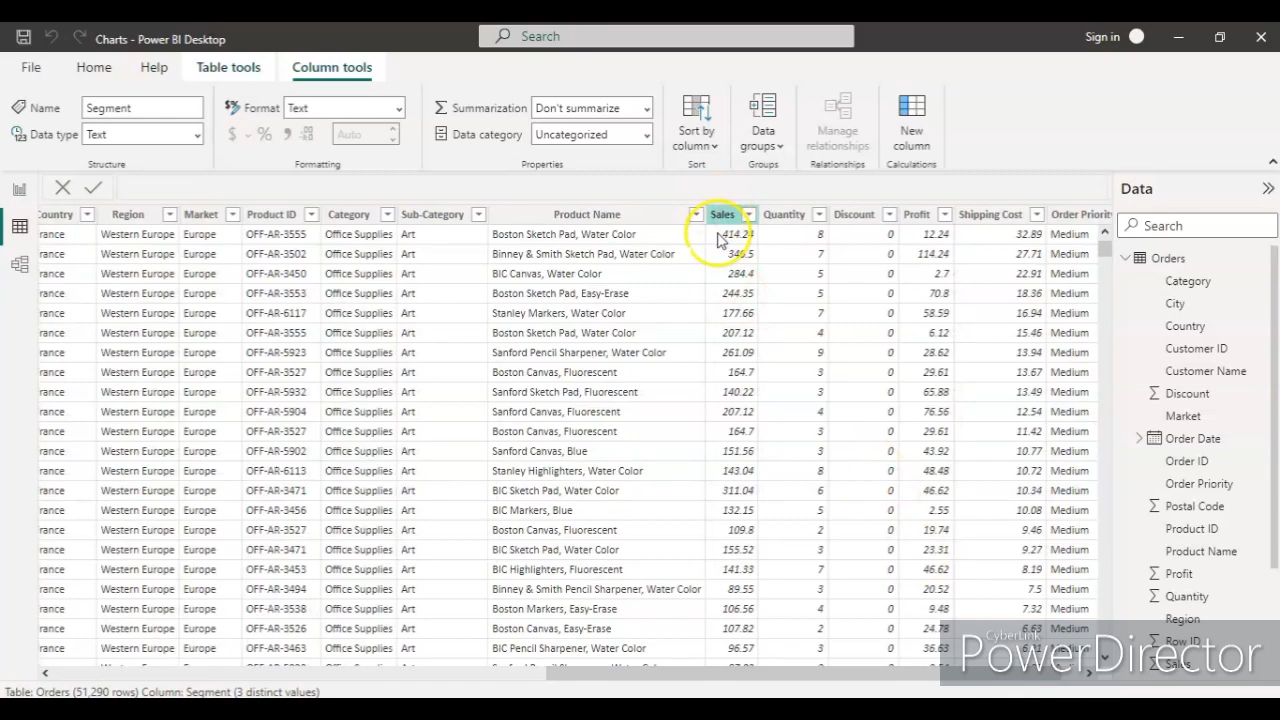 Charts - Power BI Desktop
Search
Sign in
File Home Help Table tools Column tools
Name Segment Format Text Summarization Don't summarize Sort by column Data groups Manage relationships New column
Data type Text $ % Auto Data category Uncategorized
Structure Formatting Properties Sort Groups Relationships Calculations
Country Region Market Product ID Category Sub-Category Product Name Sales Quantity Discount Profit Shipping Cost Order Priorit
rance Western Europe Europe OFF-AR-3555 Office Supplies Art Boston Sketch Pad, Water Color 414.24 8 0 12.24 32.89 Medium
rance Western Europe Europe OFF-AR-3502 Office Supplies Art Binney & Smith Sketch Pad, Water Color 346.5 7 0 114.24 27.71 Medium
rance Western Europe Europe OFF-AR-3450 Office Supplies Art BIC Canvas, Water Color 284.4 5 0 2.7 22.91 Medium
rance Western Europe Europe OFF-AR-3553 Office Supplies Art Boston Sketch Pad, Easy-Erase 244.35 5 0 70.8 18.36 Medium
rance Western Europe Europe OFF-AR-6117 Office Supplies Art Stanley Markers, Water Color 177.66 7 0 58.59 16.94 Medium
rance Western Europe Europe OFF-AR-3555 Office Supplies Art Boston Sketch Pad, Water Color 207.12 4 0 6.12 15.46 Medium
rance Western Europe Europe OFF-AR-5923 Office Supplies Art Sanford Pencil Sharpener, Water Color 261.09 9 0 28.62 13.94 Medium
rance Western Europe Europe OFF-AR-3527 Office Supplies Art Boston Canvas, Fluorescent 164.7 3 0 29.61 13.67 Medium
rance Western Europe Europe OFF-AR-5932 Office Supplies Art Sanford Sketch Pad, Fluorescent 140.22 3 0 65.88 13.49 Medium
rance Western Europe Europe OFF-AR-5904 Office Supplies Art Sanford Canvas, Fluorescent 207.12 4 0 76.56 12.54 Medium
rance Western Europe Europe OFF-AR-3527 Office Supplies Art Boston Canvas, Fluorescent 164.7 3 0 29.61 11.42 Medium
rance Western Europe Europe OFF-AR-5902 Office Supplies Art Sanford Canvas, Blue 151.56 3 0 43.92 10.77 Medium
rance Western Europe Europe OFF-AR-6113 Office Supplies Art Stanley Highlighters, Water Color 143.04 8 0 48.48 10.72 Medium
rance Western Europe Europe OFF-AR-3471 Office Supplies Art BIC Sketch Pad, Water Color 311.04 6 0 46.62 10.34 Medium
rance Western Europe Europe OFF-AR-3456 Office Supplies Art BIC Markers, Blue 132.15 5 0 2.55 10.08 Medium
rance Western Europe Europe OFF-AR-3527 Office Supplies Art Boston Canvas, Fluorescent 109.8 2 0 19.74 9.46 Medium
rance Western Europe Europe OFF-AR-3471 Office Supplies Art BIC Sketch Pad, Water Color 155.52 3 0 23.31 9.27 Medium
rance Western Europe Europe OFF-AR-3453 Office Supplies Art BIC Highlighters, Fluorescent 141.33 7 0 46.62 8.19 Medium
rance Western Europe Europe OFF-AR-3494 Office Supplies Art Binney & Smith Pencil Sharpener, Water Color 89.55 3 0 20.52 7.5 Medium
rance Western Europe Europe OFF-AR-3538 Office Supplies Art Boston Markers, Easy-Erase 106.56 4 0 9.48 7.32 Medium
rance Western Europe Europe OFF-AR-3526 Office Supplies Art Boston Canvas, Easy-Erase 107.82 2 0 24.78 6.63 Medium
rance Western Europe Europe OFF-AR-3463 Office Supplies Art BIC Pencil Sharpener, Water Color 96.57 3 0 36.63 Medium
Data
Search
Orders
Category
City
Country
Customer ID
Customer Name
Discount
Market
Order Date
Order ID
Order Priority
Postal Code
Product ID
Product Name
Profit
Quantity
Region
Row ID
Sales
CyberLink
PowerDirector
Table: Orders (51,290 rows) Column: Segment (3 distinct values)